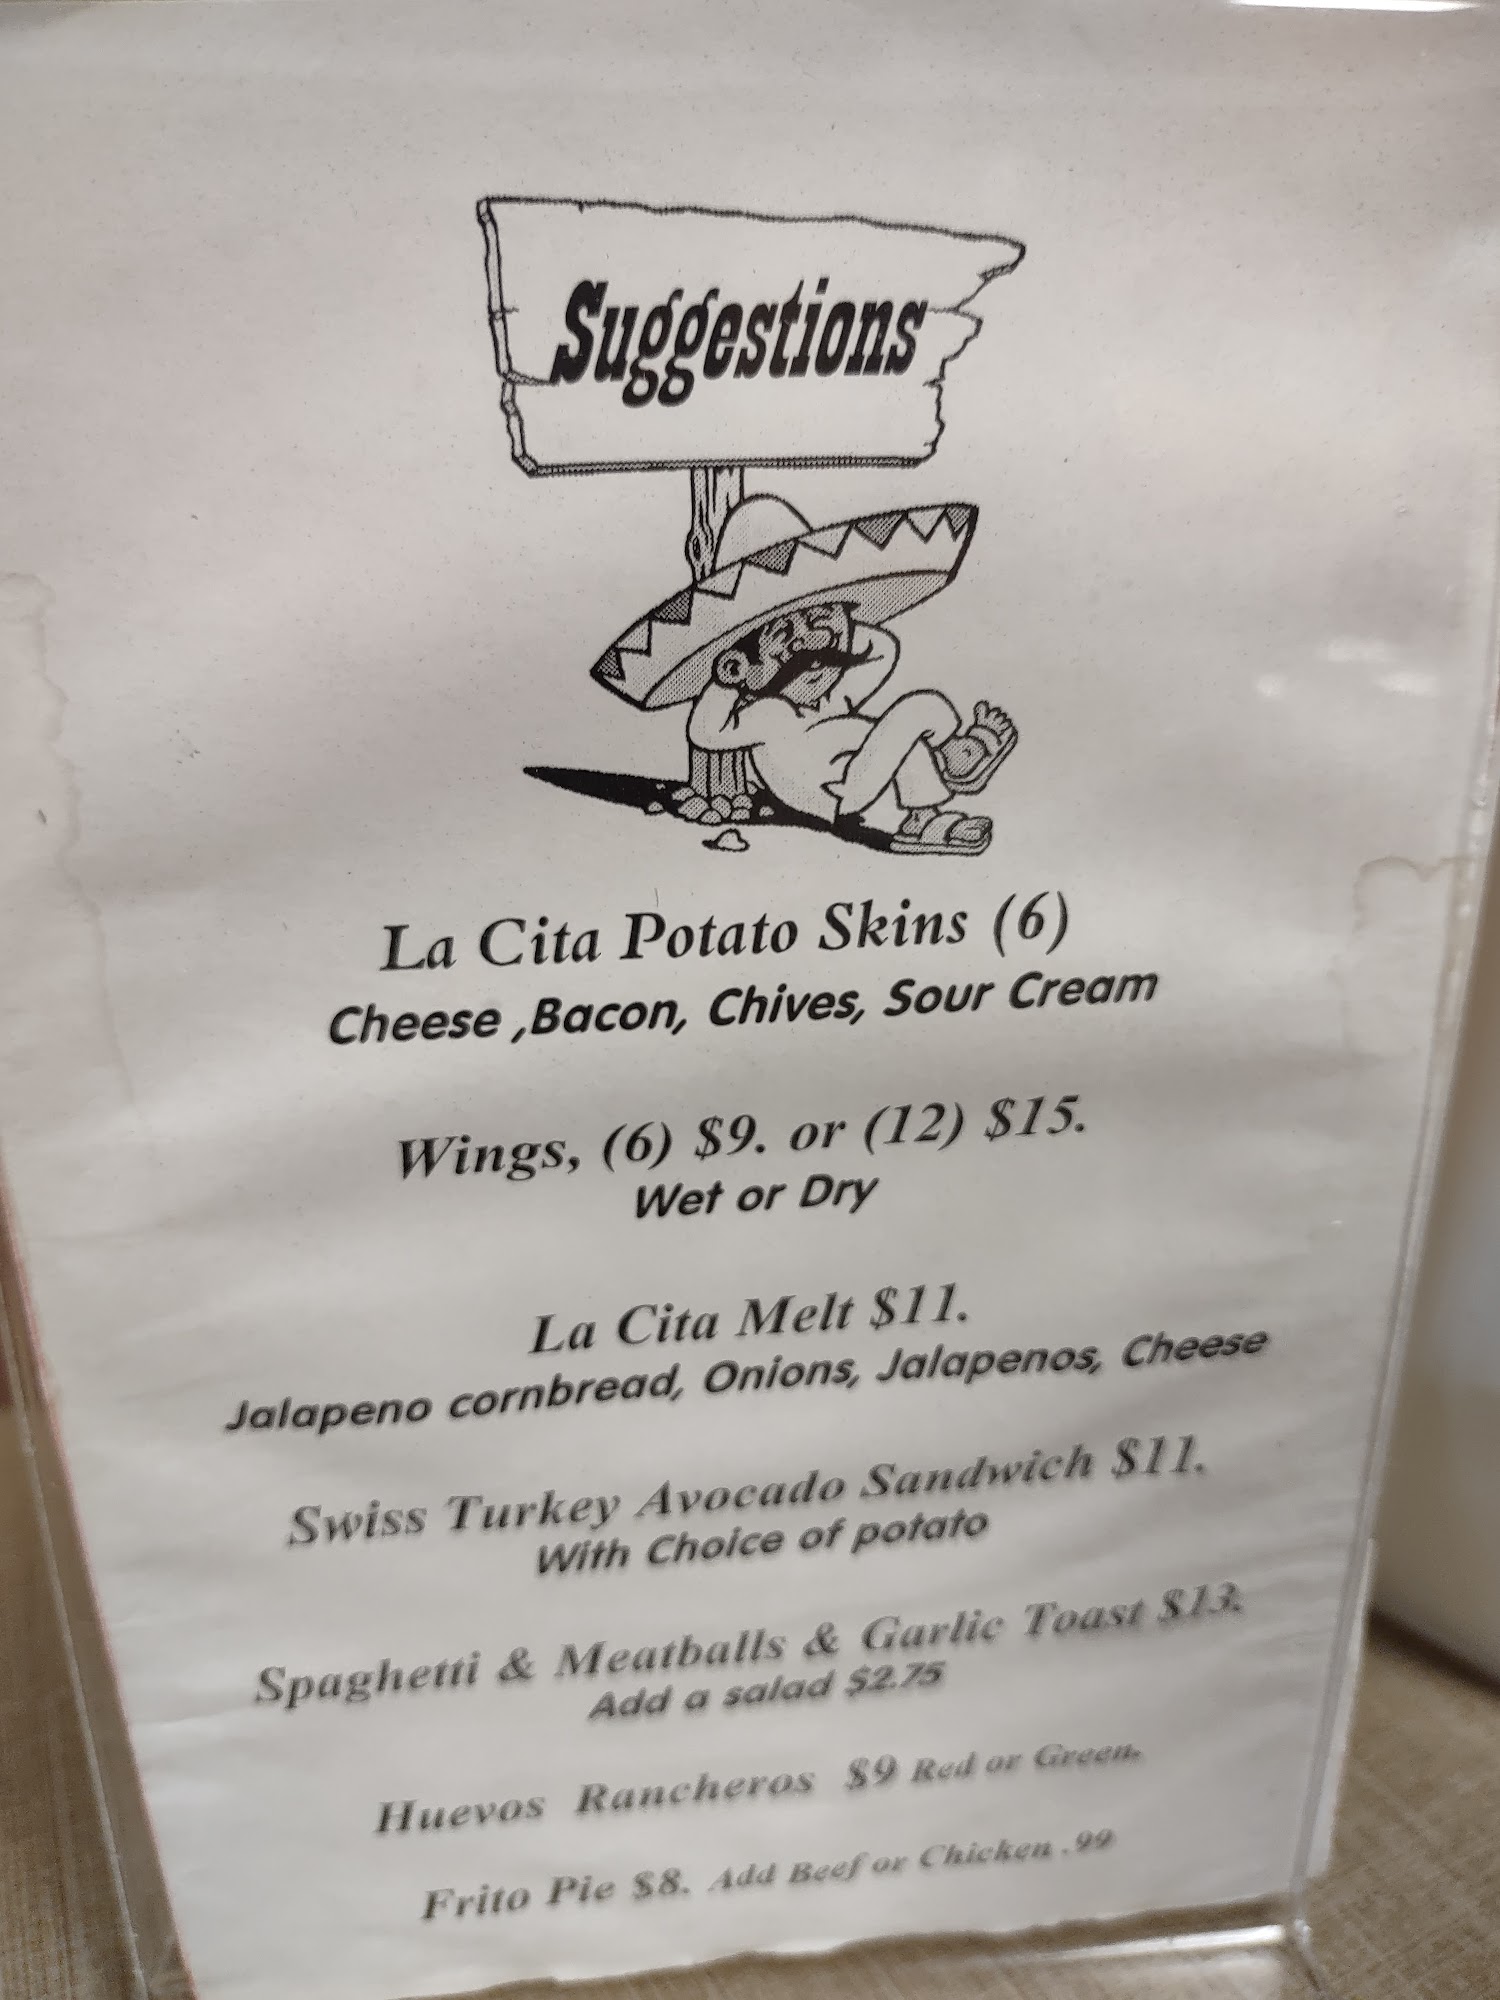 Suggestions
La Cita Potato Skins (6)
Cheese ,Bacon, Chives, Sour Cream
Wings, (6) $9. or (12) $15.
Wet or Dry
La Cita Melt $11.
Jalapeno cornbread, Onions, Jalapenos, Cheese
Swiss Turkey Avocado Sandwich $11.
With Choice of potato
Spaghetti & Meatballs & Garlic Toast $13.
Add a salad $2.75
Huevos Rancheros $9 Red or Green.
Frito Pie $8. Add Beef or Chicken .99